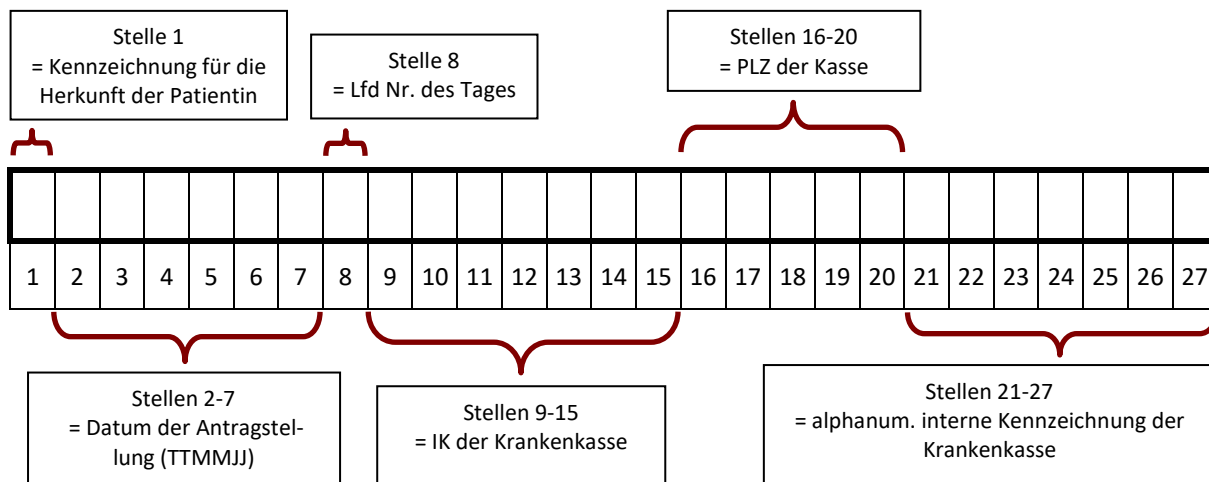 Stelle 1
= Kennzeichnung für die
Herkunft der Patientin
Stelle 8
= Lfd Nr. des Tages
Stellen 16-20
= PLZ der Kasse
1 2 3 4 5 6 7 8 9 10 11 12 13 14 15 16 17 18 19 20 21 22 23 24 25 26 27
Stellen 2-7
= Datum der Antragstel-
lung (TTMMJJ)
Stellen 9-15
= IK der Krankenkasse
Stellen 21-27
= alphanum. interne Kennzeichnung der
Krankenkasse